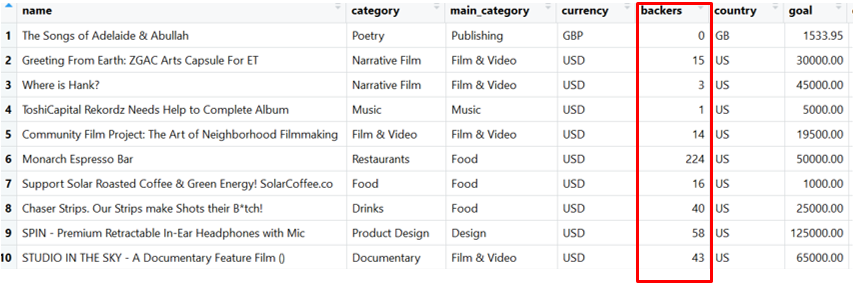 name category main_category currency backers country goal
1 The Songs of Adelaide & Abullah Poetry Publishing GBP 0 GB 1533.95
2 Greeting From Earth: ZGAC Arts Capsule For ET Narrative Film Film & Video USD 15 US 30000.00
3 Where is Hank? Narrative Film Film & Video USD 3 US 45000.00
4 ToshiCapital Rekordz Needs Help to Complete Album Music Music USD 1 US 5000.00
5 Community Film Project: The Art of Neighborhood Filmmaking Film & Video Film & Video USD 14 US 19500.00
6 Monarch Espresso Bar Restaurants Food USD 224 US 50000.00
7 Support Solar Roasted Coffee & Green Energy! SolarCoffee.co Food Food USD 16 US 1000.00
8 Chaser Strips. Our Strips make Shots their B*tch! Drinks Food USD 40 US 25000.00
9 SPIN - Premium Retractable In-Ear Headphones with Mic Product Design Design USD 58 US 125000.00
10 STUDIO IN THE SKY - A Documentary Feature Film () Documentary Film & Video USD 43 US 65000.00